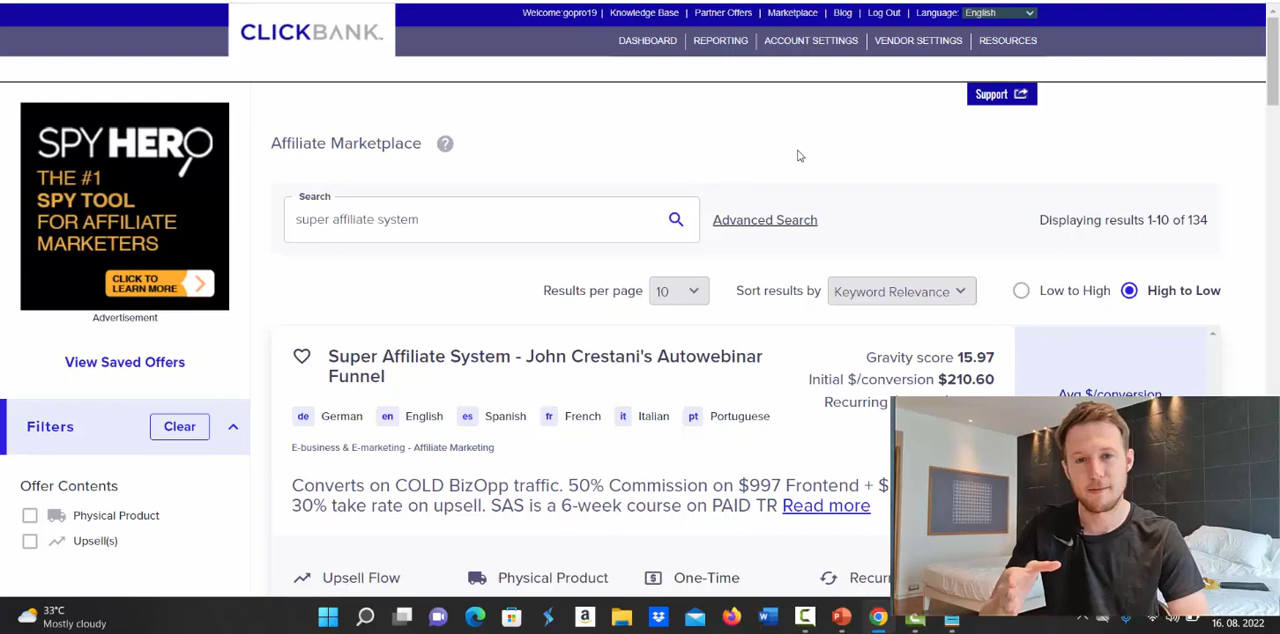 Welcome:gopro19 | Knowledge Base | Partner Offers | Marketplace | Blog | Log Out | Language: English
CLICKBANK
DASHBOARD | REPORTING | ACCOUNT SETTINGS | VENDOR SETTINGS | RESOURCES
Support
SPY HERO
THE #1
SPY TOOL
FOR AFFILIATE
MARKETERS
CLICK TO
LEARN MORE
Advertisement
View Saved Offers
Filters
Clear
Offer Contents
Physical Product
Upsell(s)
Affiliate Marketplace ?
Search
super affiliate system
Advanced Search
Displaying results 1-10 of 134
Results per page 10
Sort results by Keyword Relevance
Low to High
High to Low
Super Affiliate System - John Crestani's Autowebinar
Funnel
Gravity score 15.97
Initial $/conversion $210.60
Recurring
Avg $/conversion
de German en English es Spanish fr French it Italian pt Portuguese
E-business & E-marketing - Affiliate Marketing
Converts on COLD BizOpp traffic. 50% Commission on $997 Frontend + $
30% take rate on upsell. SAS is a 6-week course on PAID TR Read more
Upsell Flow
Physical Product
One-Time
Recur
33°C
Mostly cloudy
16. 08. 2022